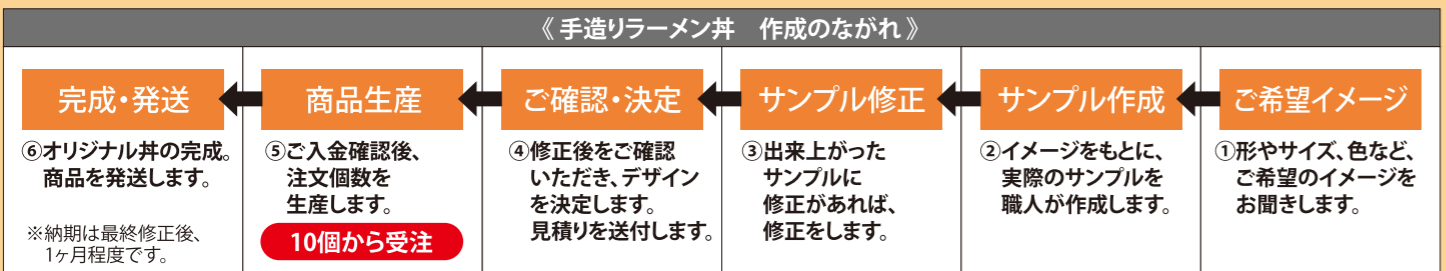 《 手造りラーメン丼　作成のながれ 》
ご希望イメージ
①形やサイズ、色など、
ご希望のイメージを
お聞きします。
サンプル作成
②イメージをもとに、
実際のサンプルを
職人が作成します。
サンプル修正
③出来上がった
サンプルに
修正があれば、
修正をします。
ご確認・決定
④修正後をご確認
いただき、デザイン
を決定します。
見積りを送付します。
商品生産
⑤ご入金確認後、
注文個数を
生産します。
10個から受注
完成・発送
⑥オリジナル丼の完成。
商品を発送します。
※納期は最終修正後、
1ヶ月程度です。